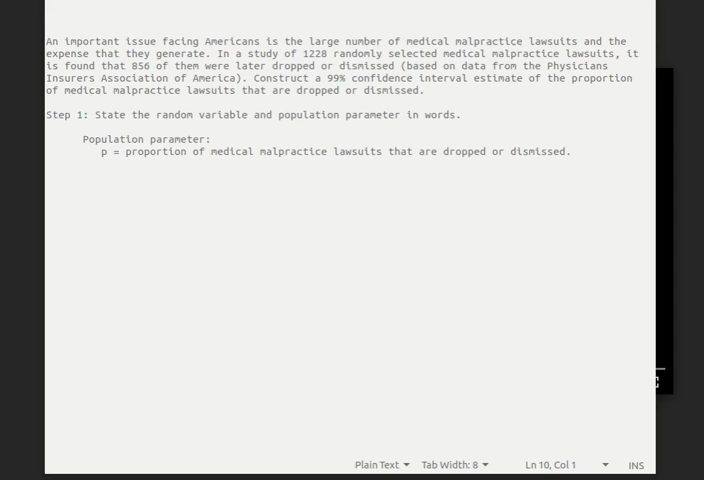 An important issue facing Americans is the large number of medical malpractice lawsuits and the
expense that they generate. In a study of 1228 randomly selected medical malpractice lawsuits, it
is found that 856 of them were later dropped or dismissed (based on data from the Physicians
Insurers Association of America). Construct a 99% confidence interval estimate of the proportion
of medical malpractice lawsuits that are dropped or dismissed.
Step 1: State the random variable and population parameter in words.
Population parameter:
p = proportion of medical malpractice lawsuits that are dropped or dismissed.
Plain Text Tab Width: 8 Ln 10, Col 1 INS